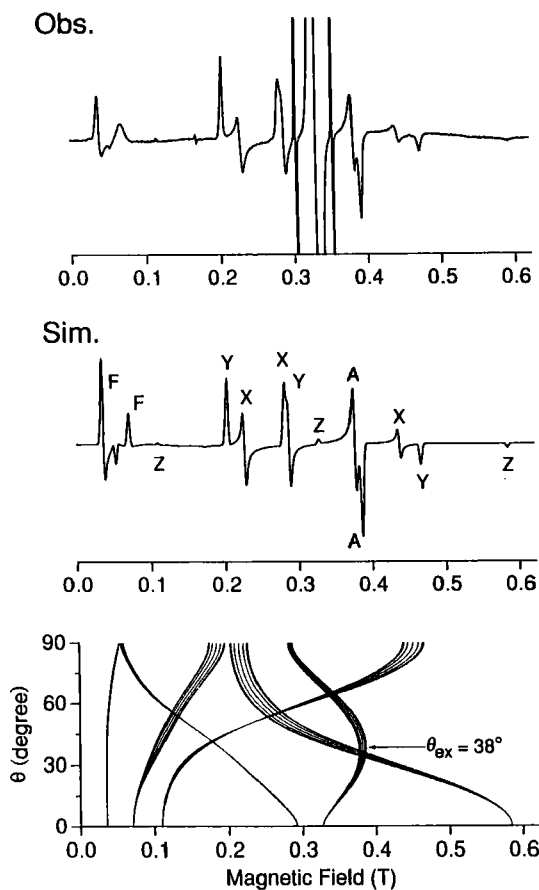 Obs.
0.0 0.1 0.2 0.3 0.4 0.5 0.6
Sim.
F F Z Y X X Y Z A A X Y Z
0.0 0.1 0.2 0.3 0.4 0.5 0.6
θ (degree)
90
60
30
0
θex = 38°
0.0 0.1 0.2 0.3 0.4 0.5 0.6
Magnetic Field (T)